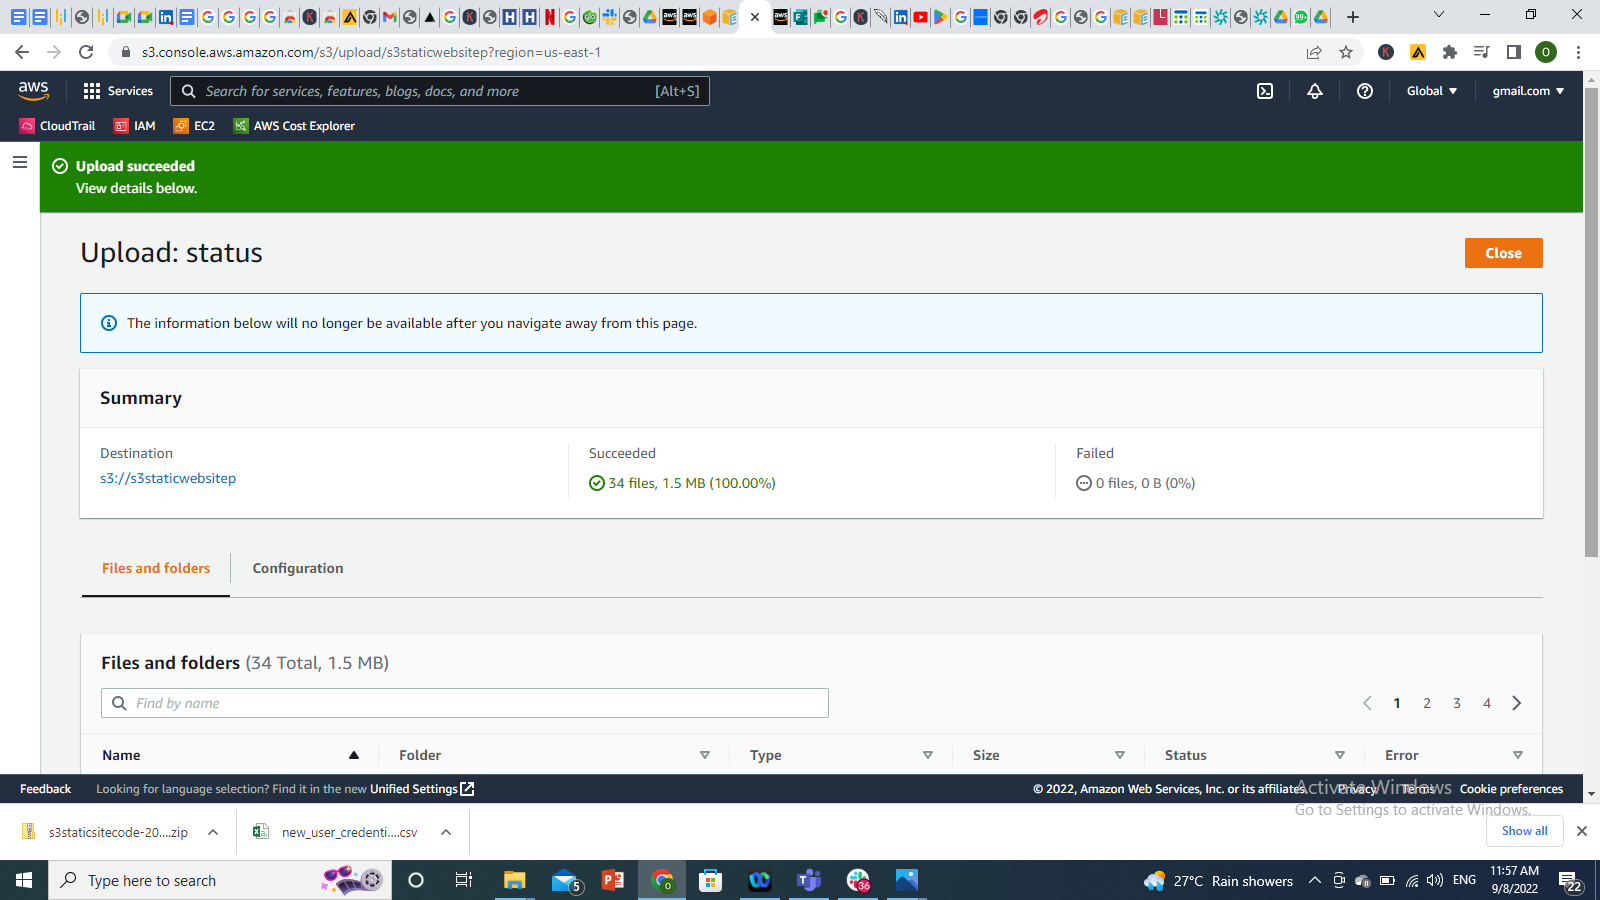 s3.console.aws.amazon.com/s3/upload/s3staticwebsitep?region=us-east-1
O
aws
Services
Search for services, features, blogs, docs, and more
[Alt+S]
Global
gmail.com
CloudTrail
IAM
EC2
AWS Cost Explorer
Upload succeeded
View details below.
Upload: status
Close
The information below will no longer be available after you navigate away from this page.
Summary
Destination
s3://s3staticwebsitep
Succeeded
34 files, 1.5 MB (100.00%)
Failed
0 files, 0 B (0%)
Files and folders
Configuration
Files and folders (34 Total, 1.5 MB)
Find by name
1 2 3 4
Name
Folder
Type
Size
Status
Error
Feedback
Looking for language selection? Find it in the new Unified Settings
© 2022, Amazon Web Services, Inc. or its affiliates.
Privacy
Terms
Cookie preferences
Activate Windows
Go to Settings to activate Windows.
s3staticsitecode-20....zip
new_user_credenti....csv
Show all
Type here to search
5
36
27°C Rain showers
ENG
11:57 AM
9/8/2022
22